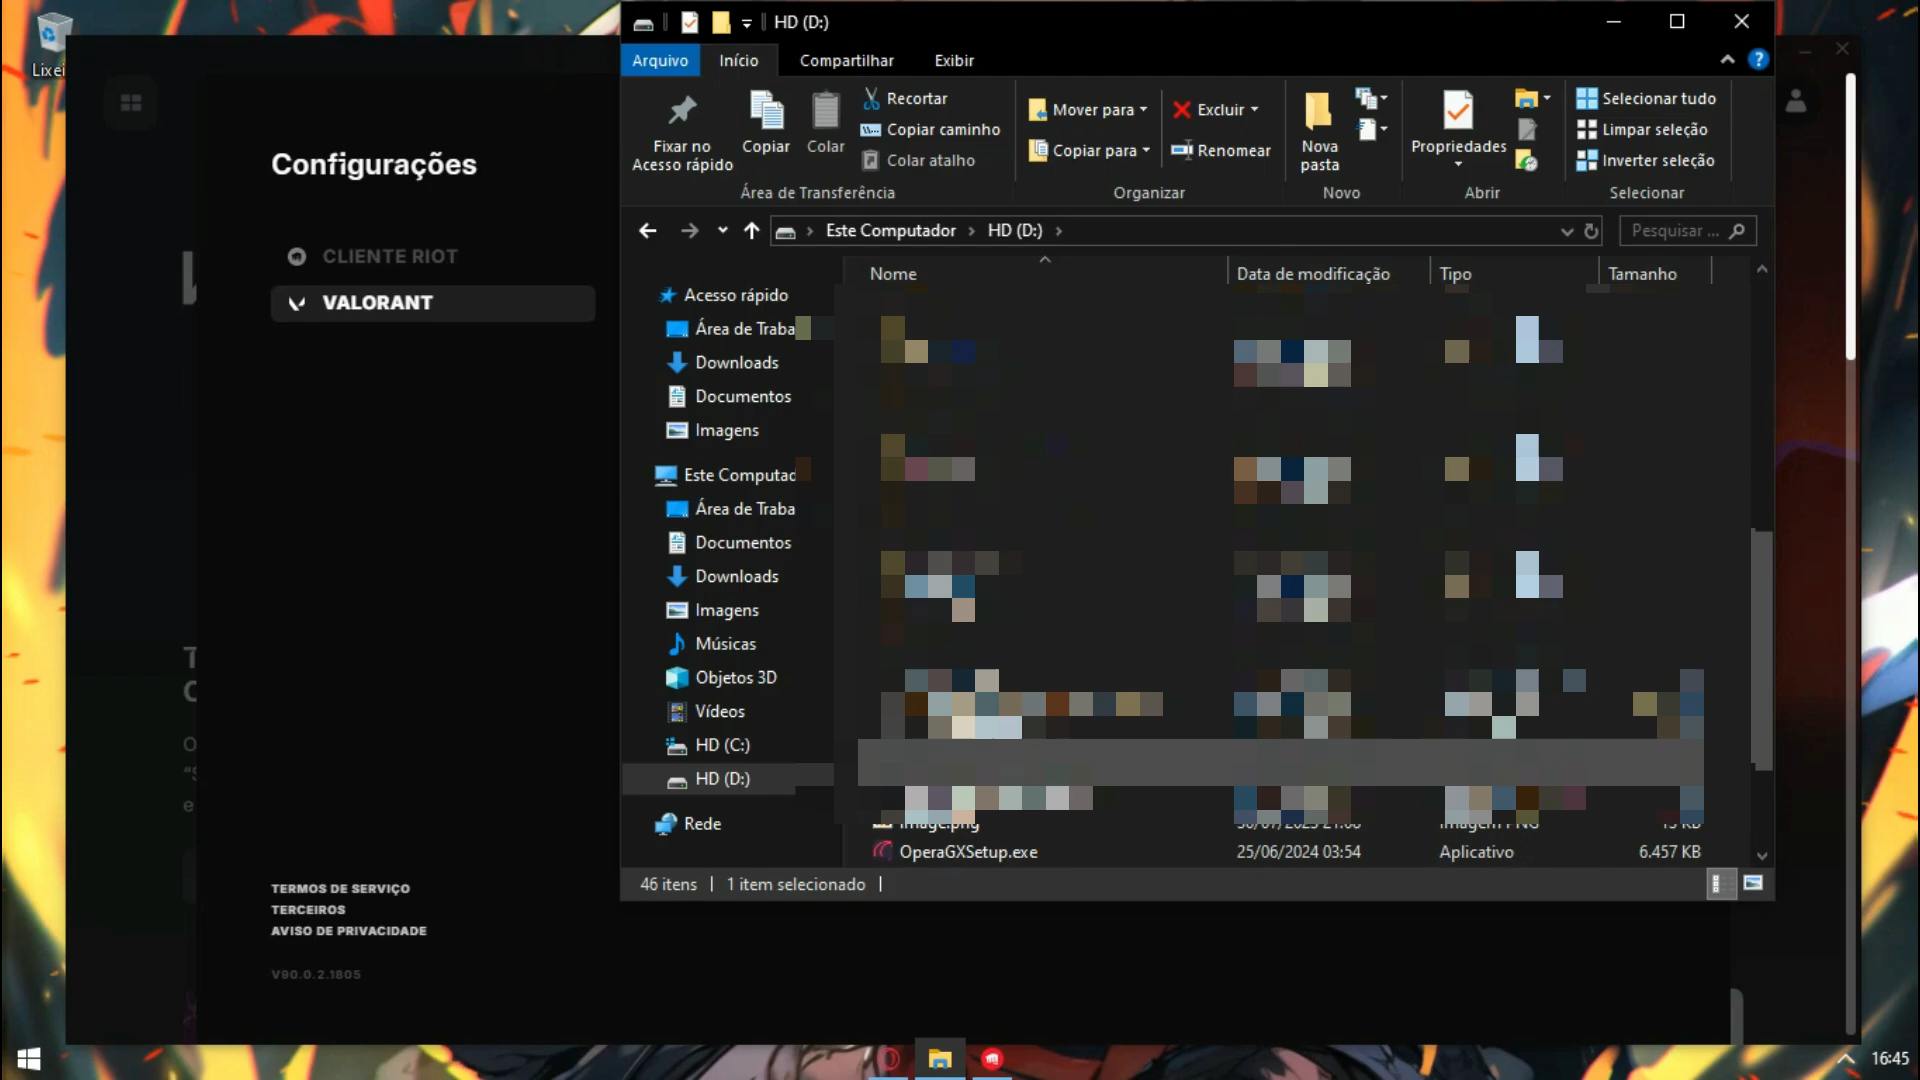 HD (D:)
Arquivo
Início
Compartilhar
Exibir
Lixei
Configurações
CLIENTE RIOT
VALORANT
Fixar no
Acesso rápido
Copiar
Colar
Recortar
Copiar caminho
Colar atalho
Área de Transferência
Mover para
Copiar para
Excluir
Renomear
Organizar
Nova
pasta
Novo
Propriedades
Abrir
Selecionar tudo
Limpar seleção
Inverter seleção
Selecionar
Este Computador
HD (D:)
Pesquisar ...
Nome
Data de modificação
Tipo
Tamanho
Acesso rápido
Área de Traba
Downloads
Documentos
Imagens
Este Computad
Área de Traba
Documentos
Downloads
Imagens
Músicas
Objetos 3D
Vídeos
HD (C:)
HD (D:)
Rede
image.png
Imagem PNG
OperaGXSetup.exe
25/06/2024 03:54
Aplicativo
6.457 KB
46 itens
1 item selecionado
TERMOS DE SERVIÇO
TERCEIROS
AVISO DE PRIVACIDADE
V90.0.2.1805
16:45